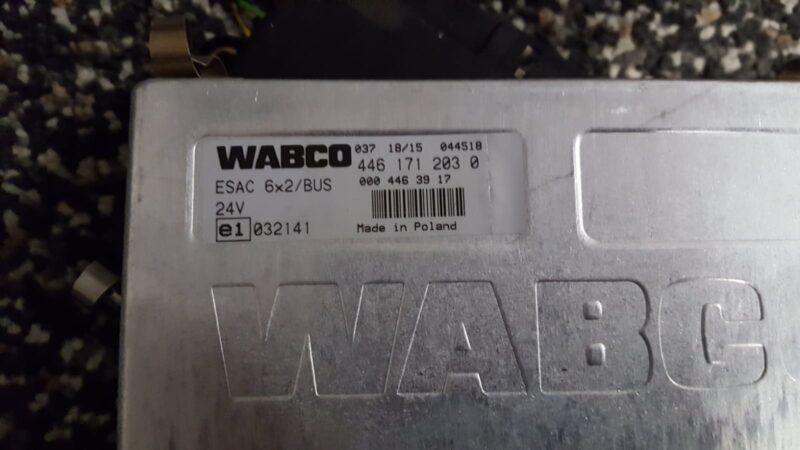 WABCO 037 18/15 044518
446 171 203 0
ESAC 6x2/BUS 000 446 39 17
24V
e1 032141 Made in Poland
WABC